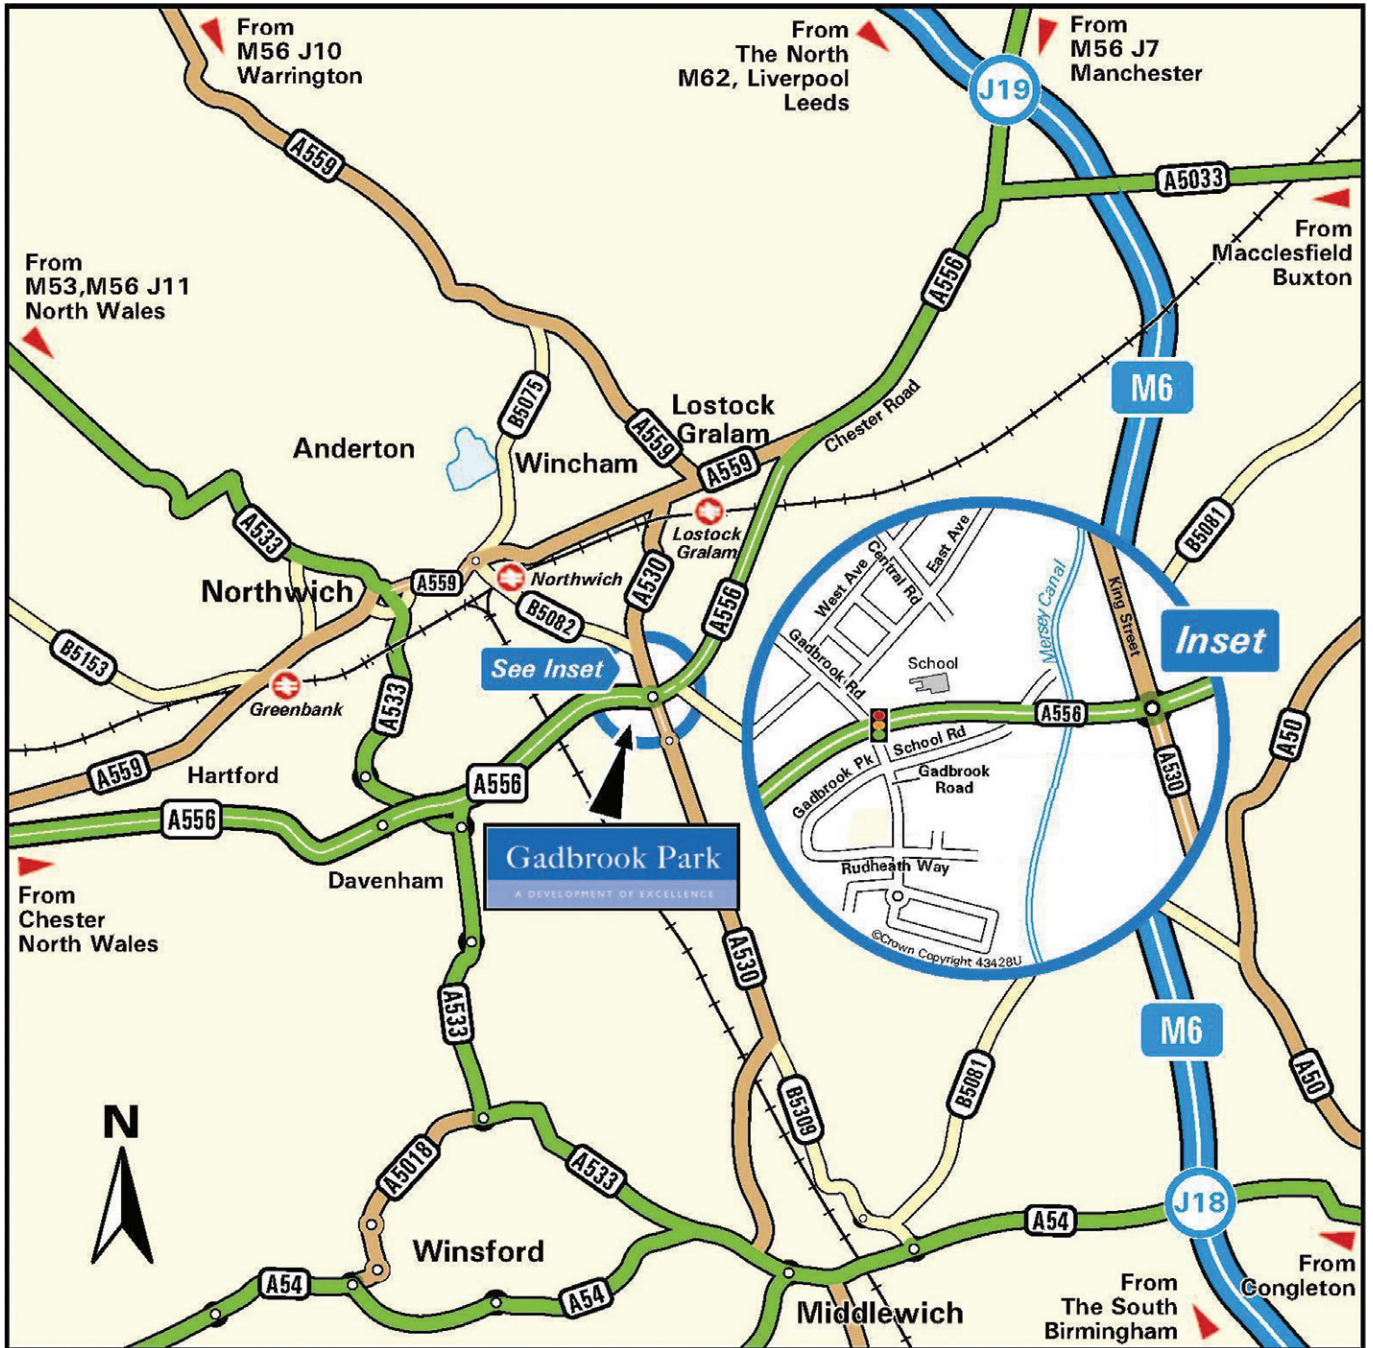 From
M56 J10
Warrington
From
The North
M62, Liverpool
Leeds
From
M56 J7
Manchester
J19
A559
A5033
From
Macclesfield
Buxton
From
M53,M56 J11
North Wales
A556
M6
B5075
Chester Road
Lostock
Gralam
A559
A559
Anderton
Wincham
A533
Lostock
Gralam
B5081
Northwich
A559
Northwich
A530
A556
B5082
B5153
See Inset
Greenbank
A533
A559
Hartford
A556
A556
From
Chester
North Wales
Davenham
Gadbrook Park
A DEVELOPMENT OF EXCELLENCE
East Ave
Central Rd
West Ave
Gadbrook Rd
School
Mersey Canal
King Street
Inset
A556
School Rd
Gadbrook Pk
Gadbrook
Road
A530
Rudheath Way
©Crown Copyright 43428U
A50
A530
A533
M6
A50
B5081
B5309
N
A5018
A533
J18
A54
Winsford
A54
A54
Middlewich
From
Congleton
From
The South
Birmingham